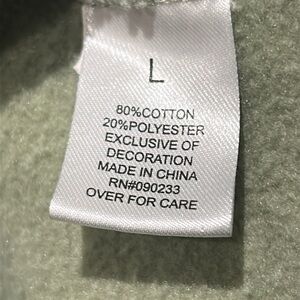 L
80%COTTON
20%POLYESTER
EXCLUSIVE OF
DECORATION
MADE IN CHINA
RN#090233
OVER FOR CARE